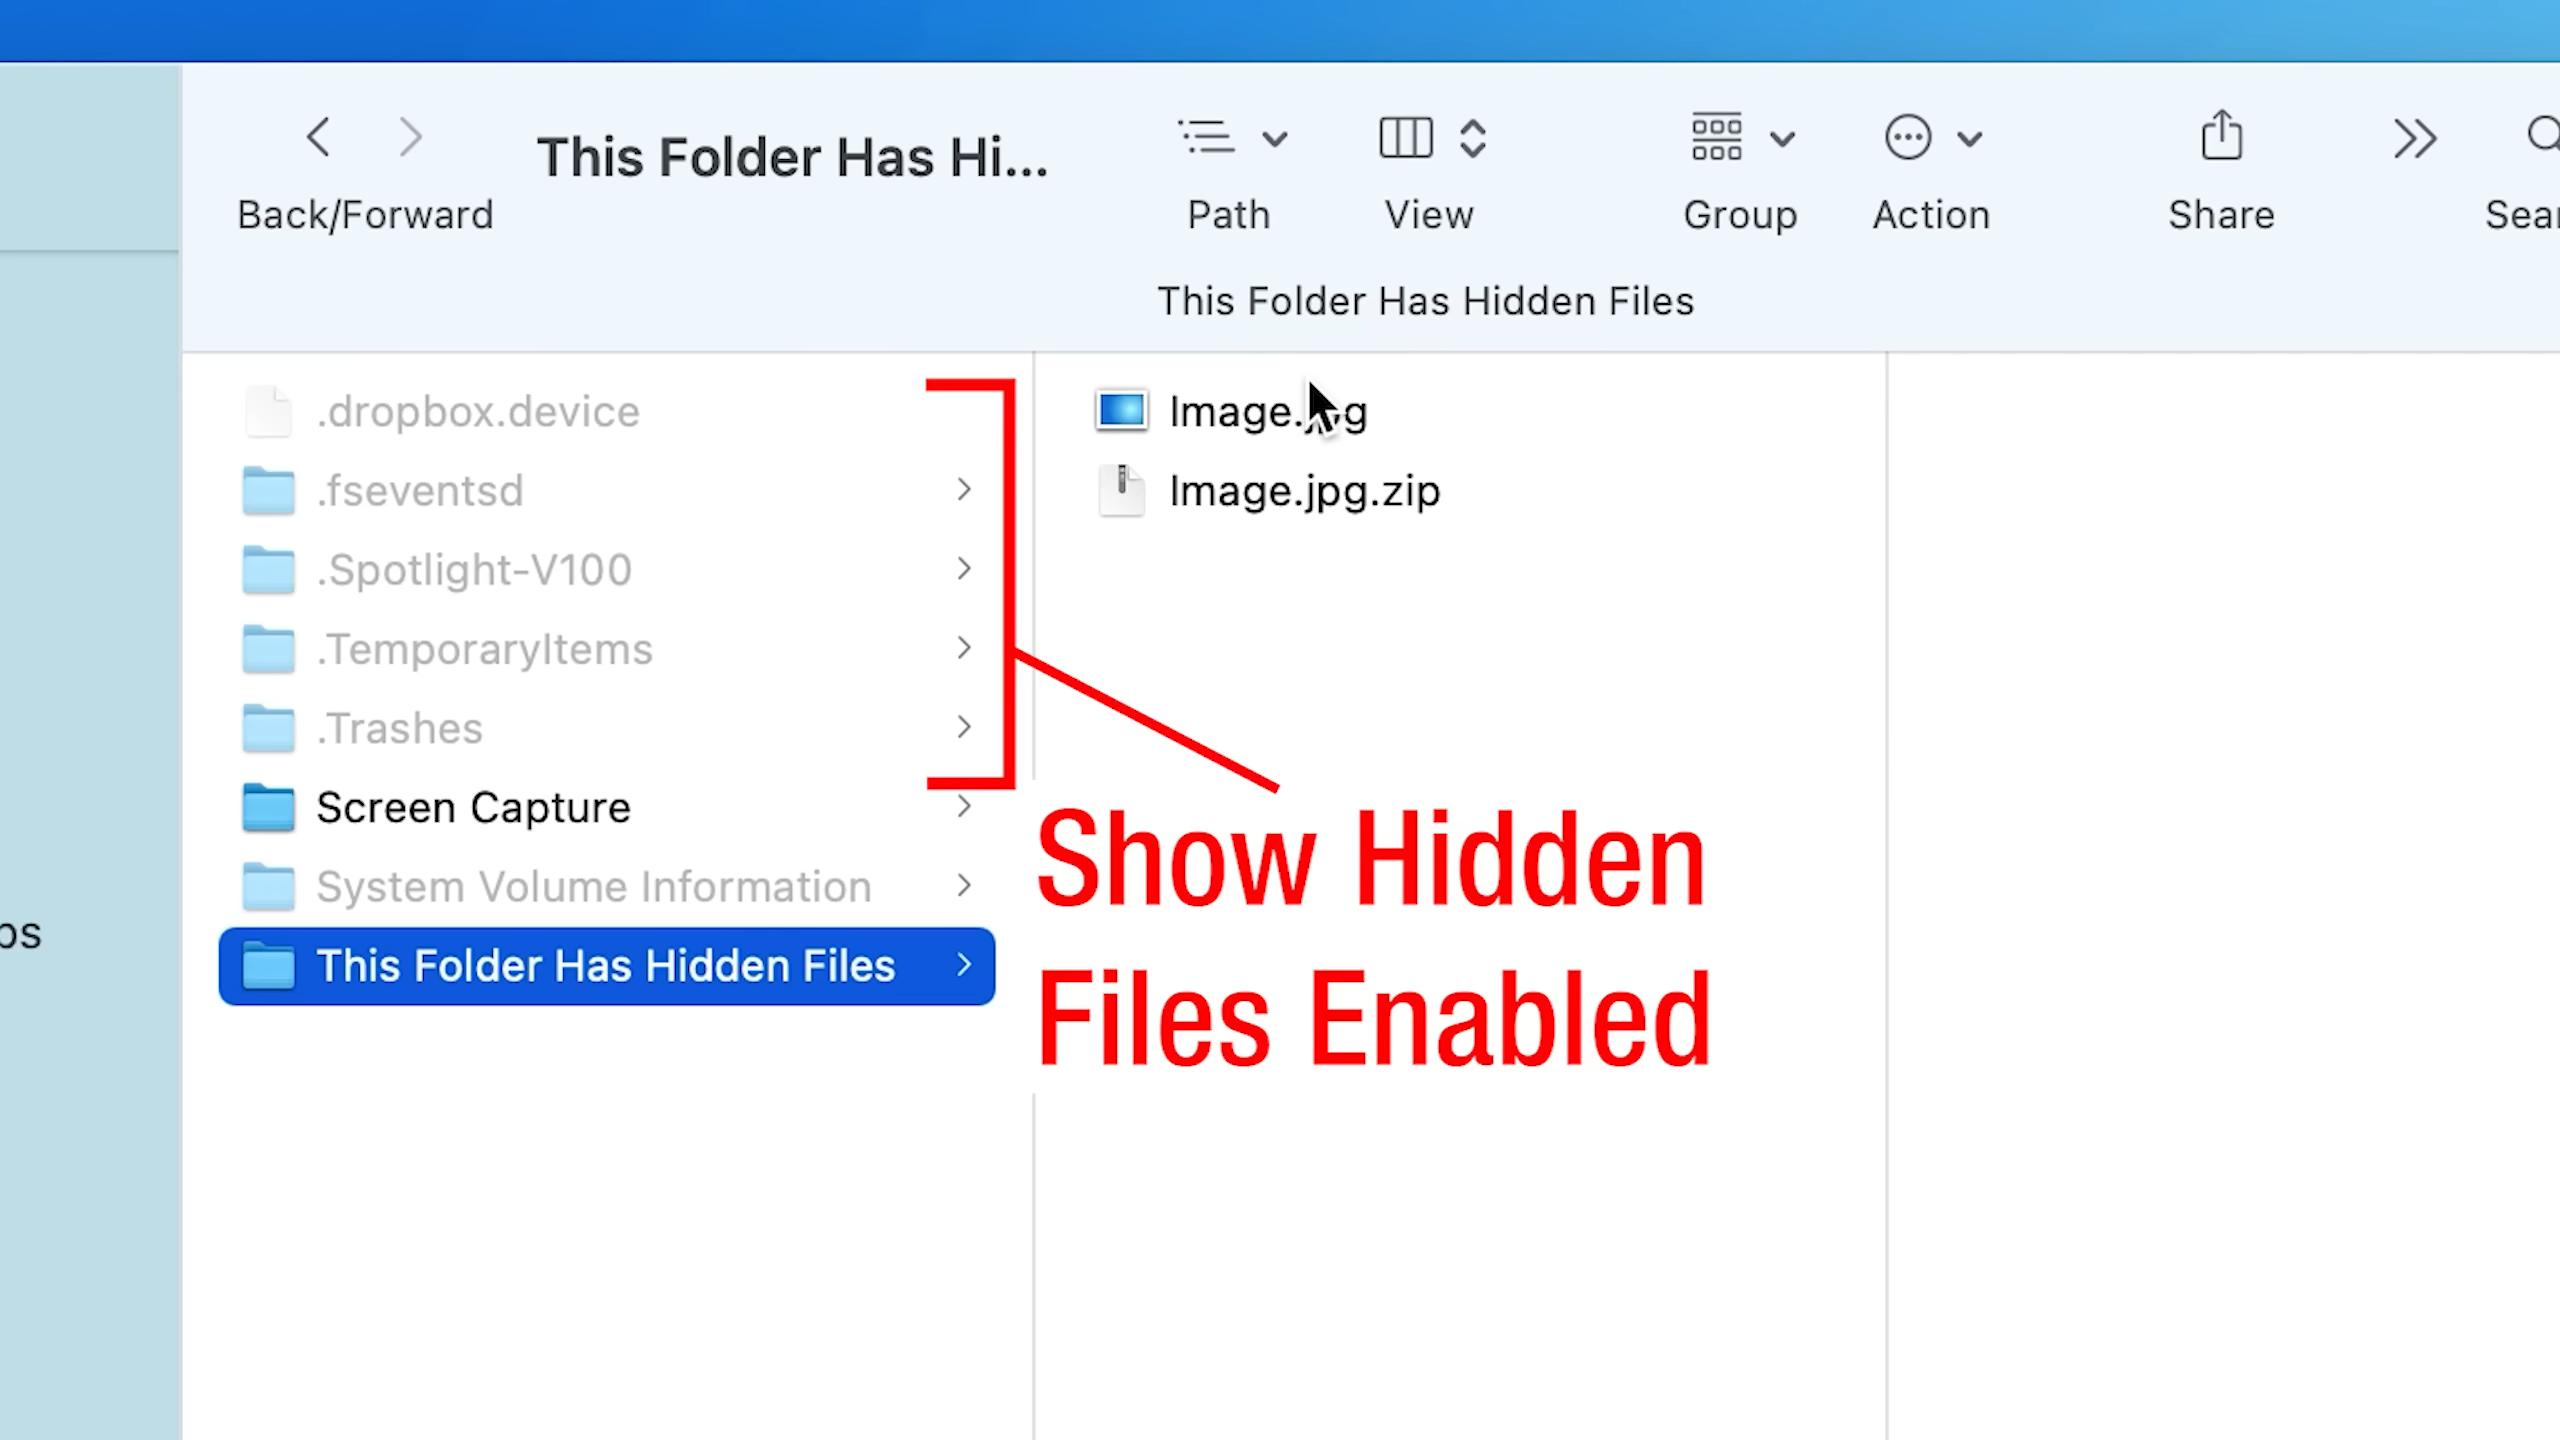 This Folder Has Hi...
Back/Forward
Path
View
Group
Action
Share
This Folder Has Hidden Files
.dropbox.device
.fseventsd
.Spotlight-V100
.TemporaryItems
.Trashes
Screen Capture
System Volume Information
This Folder Has Hidden Files
Image.jpg
Image.jpg.zip
Show Hidden
Files Enabled